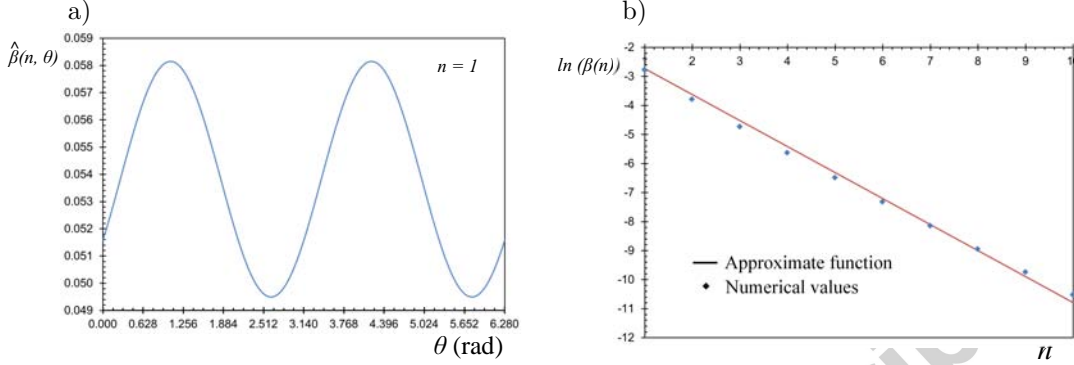 a)
β̂(n, θ)
n = 1
0.059
0.058
0.057
0.056
0.055
0.054
0.053
0.052
0.051
0.050
0.049
0.000 0.628 1.256 1.884 2.512 3.140 3.768 4.396 5.024 5.652 6.280
θ (rad)
b)
ln (β(n))
2 3 4 5 6 7 8 9 10
-2
-3
-4
-5
-6
-7
-8
-9
-10
-11
-12
Approximate function
Numerical values
n